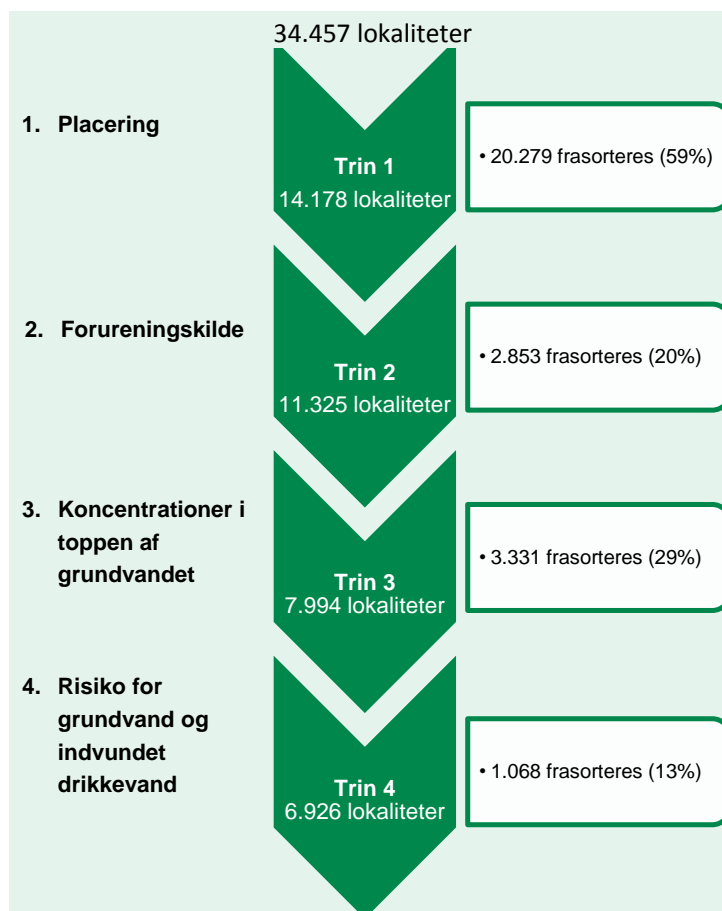 34.457 lokaliteter
1. Placering
Trin 1
14.178 lokaliteter
• 20.279 frasorteres (59%)
2. Forureningskilde
Trin 2
11.325 lokaliteter
• 2.853 frasorteres (20%)
3. Koncentrationer i
toppen af
grundvandet
Trin 3
7.994 lokaliteter
• 3.331 frasorteres (29%)
4. Risiko for
grundvand og
indvundet
drikkevand
Trin 4
6.926 lokaliteter
• 1.068 frasorteres (13%)